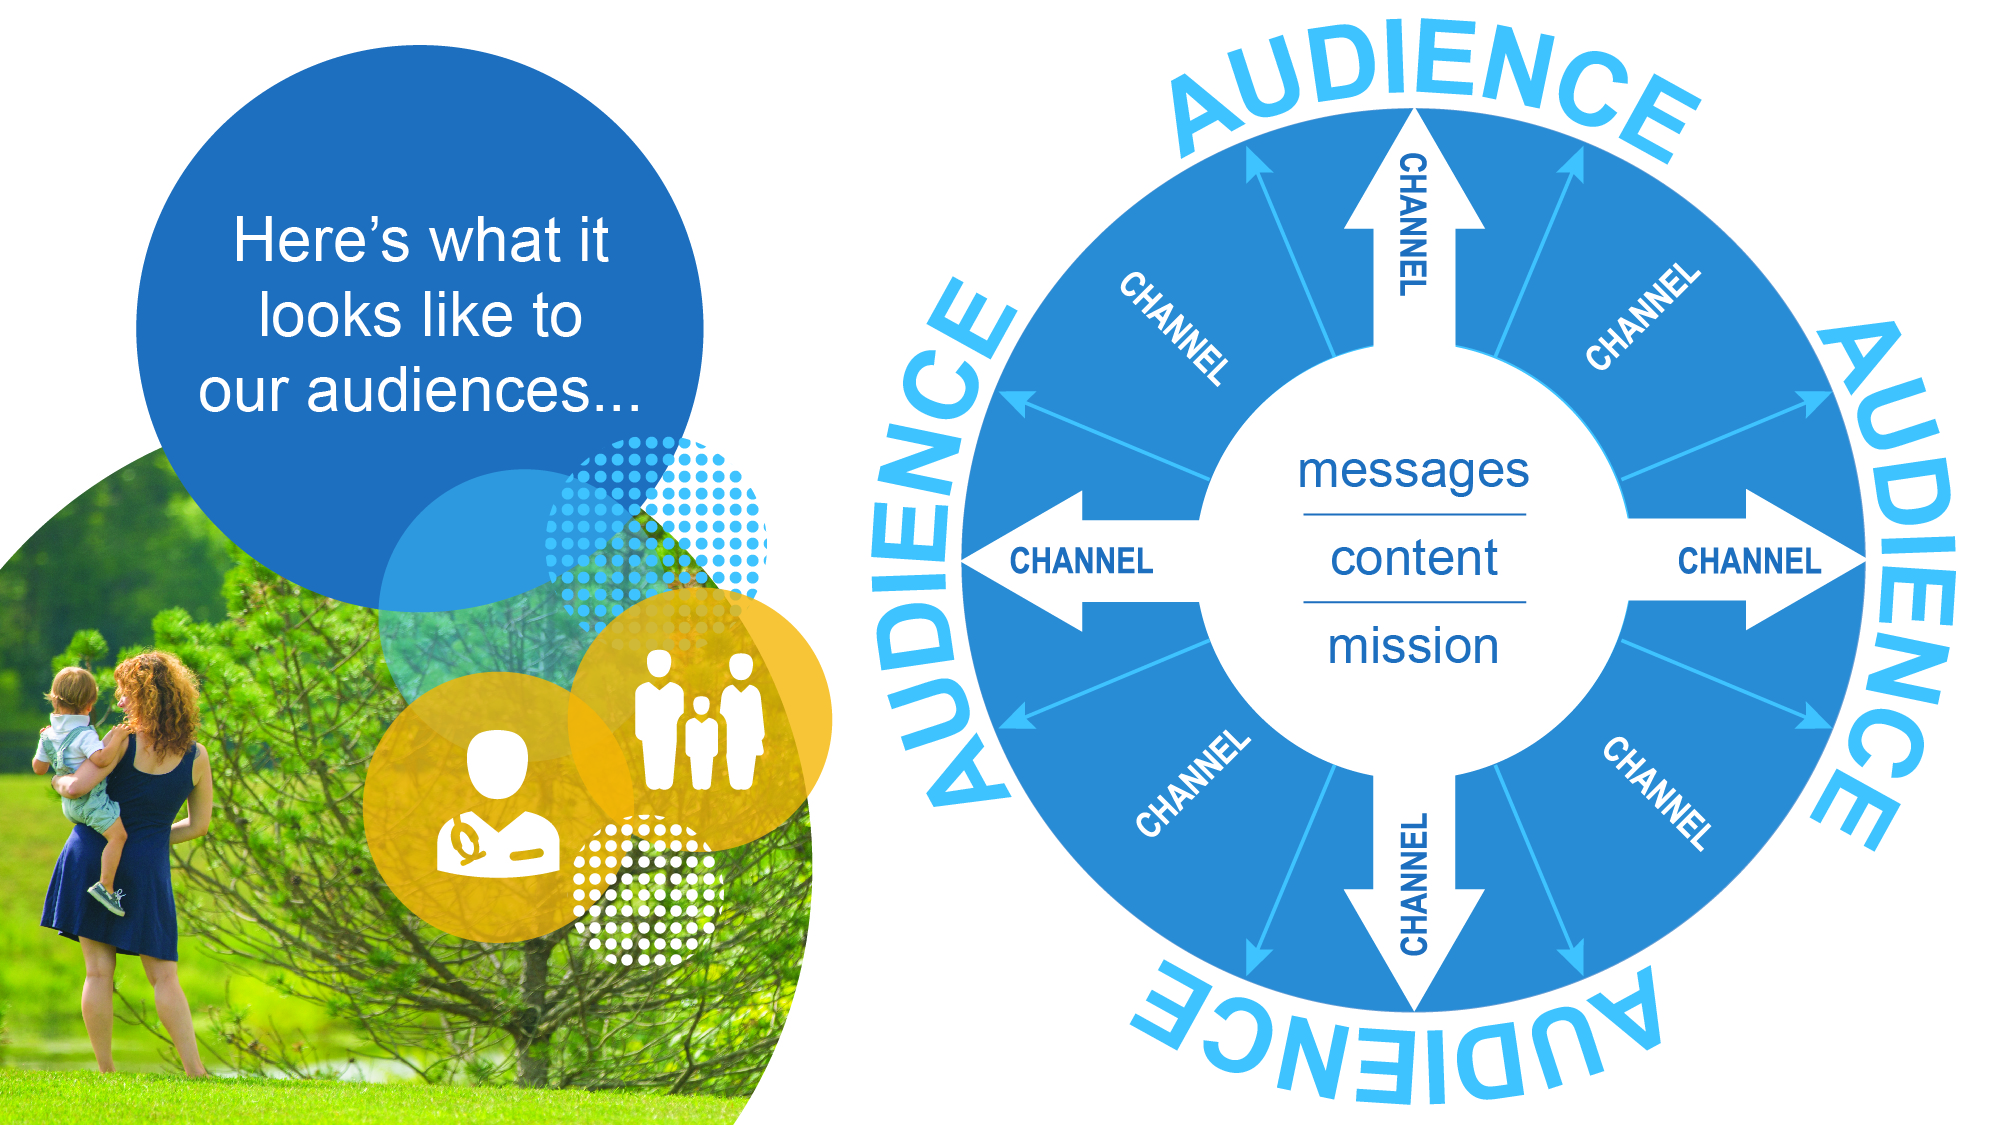 Here’s what it
looks like to
our audiences...
AUDIENCE
CHANNEL
CHANNEL
CHANNEL
AUDIENCE
AUDIENCE
messages
content
mission
CHANNEL
CHANNEL
CHANNEL
CHANNEL
CHANNEL
AUDIENCE